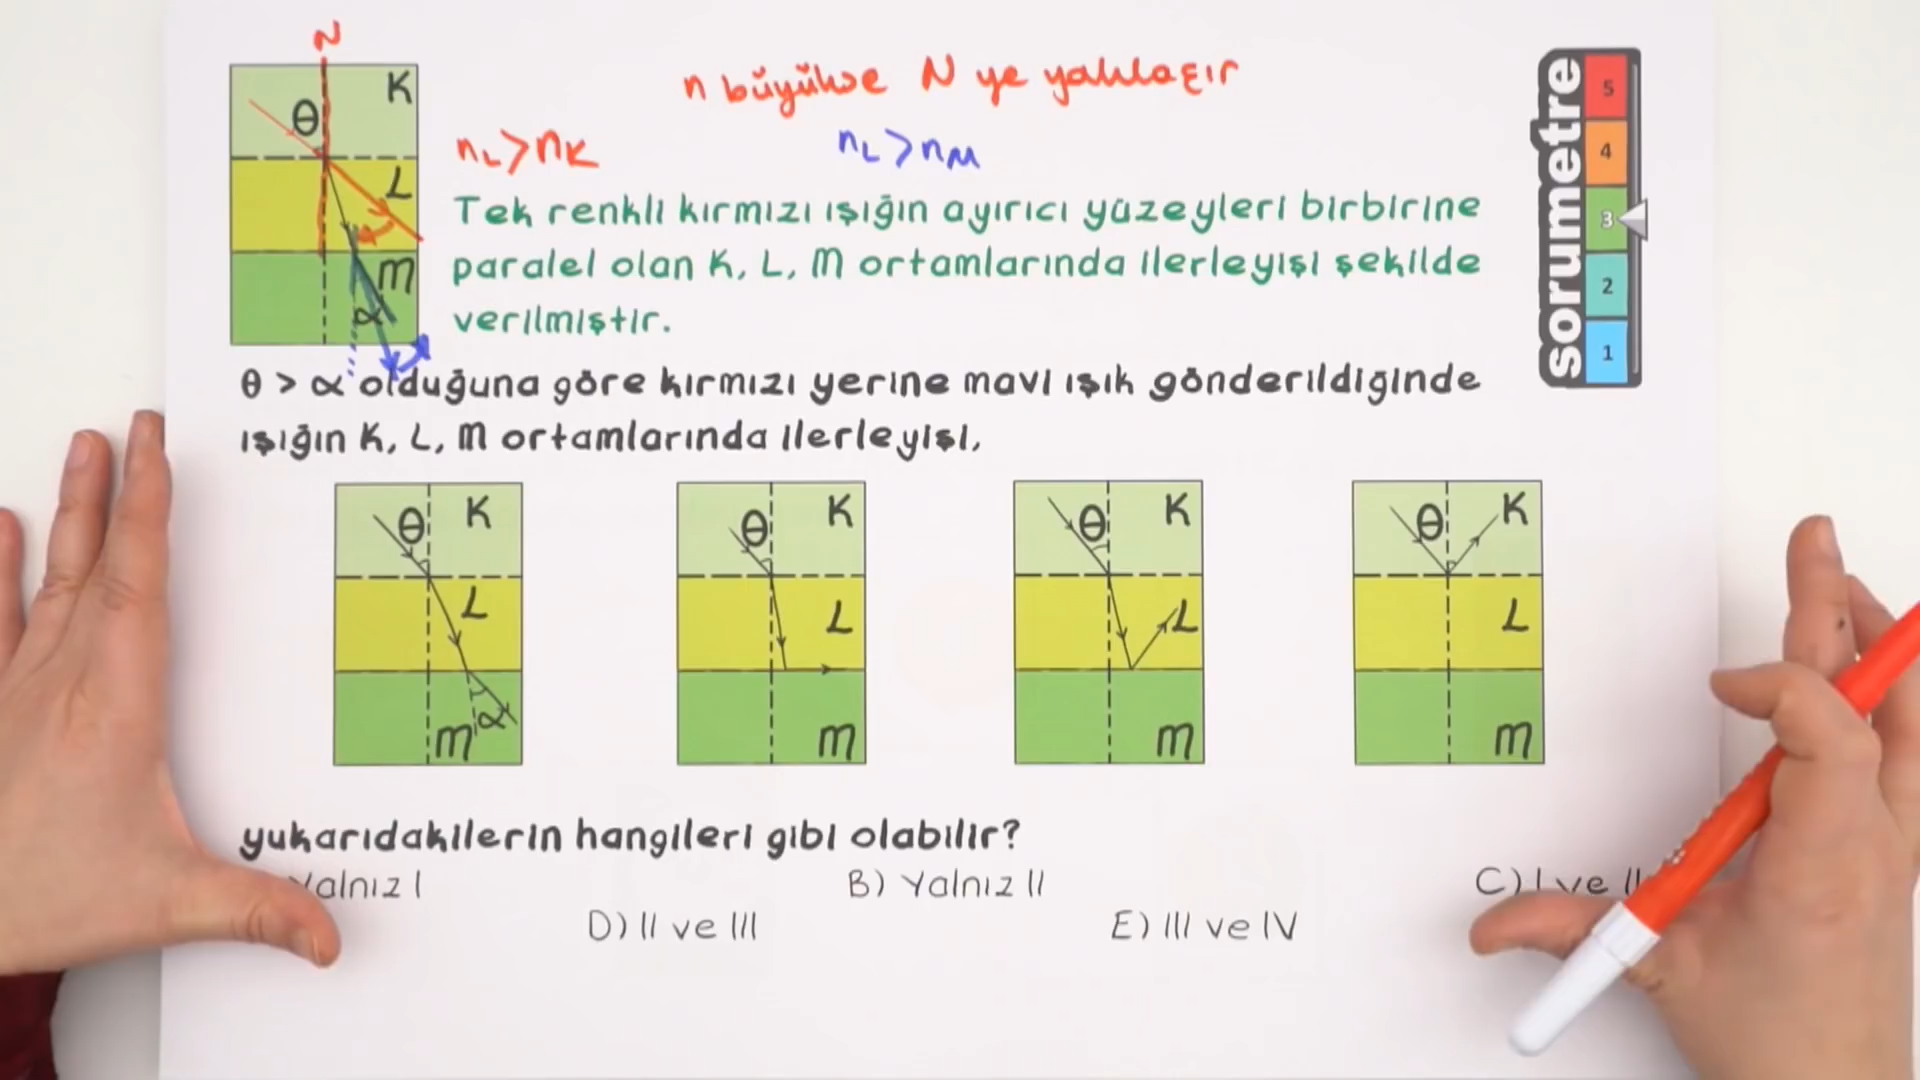 N
K
θ
L
M
α
n büyükse N ye yaklaşır
nL>nK
nL>nM
Tek renkli kırmızı ışığın ayırıcı yüzeyleri birbirine
paralel olan K, L, M ortamlarında ilerleyişi şekilde
verilmiştir.
sorumetre
5
4
3
2
1
θ > α olduğuna göre kırmızı yerine mavi ışık gönderildiğinde
ışığın K, L, M ortamlarında ilerleyişi,
θ K
L
M α
θ K
L
M
θ K
L
M
θ K
L
M
yukarıdakilerin hangileri gibi olabilir?
Yalnız I
B) Yalnız II
C) I ve
D) II ve III
E) III ve IV